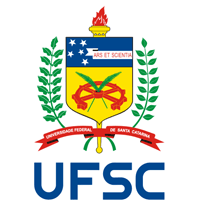 ARS ET SCIENTIA
UNIVERSIDADE FEDERAL DE SANTA CATARINA
UFSC